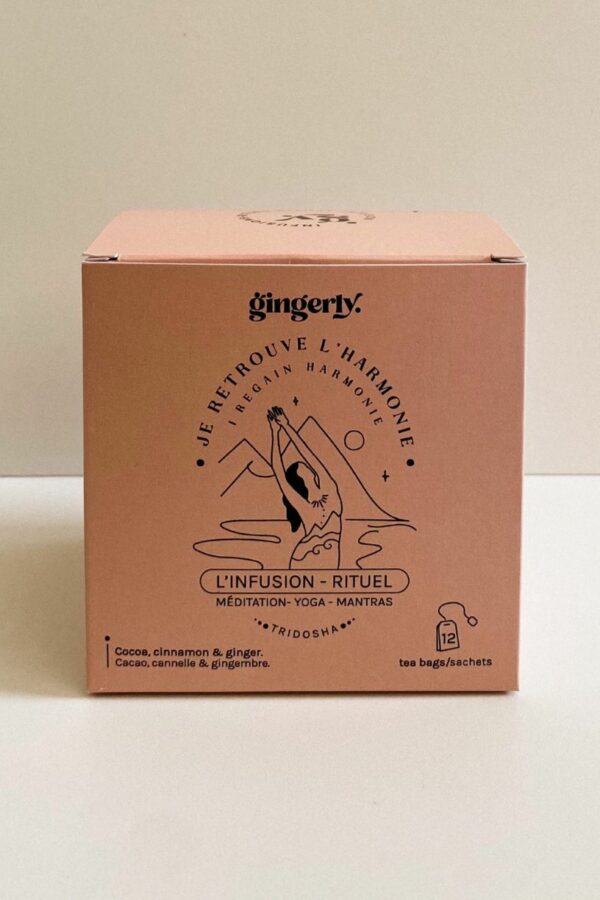 gingerly.
JE RETROUVE L'HARMONIE
I REGAIN HARMONIE
L'INFUSION - RITUEL
MÉDITATION- YOGA - MANTRAS
TRIDOSHA
Cocoa, cinnamon & ginger.
Cacao, cannelle & gingembre.
12
tea bags/sachets